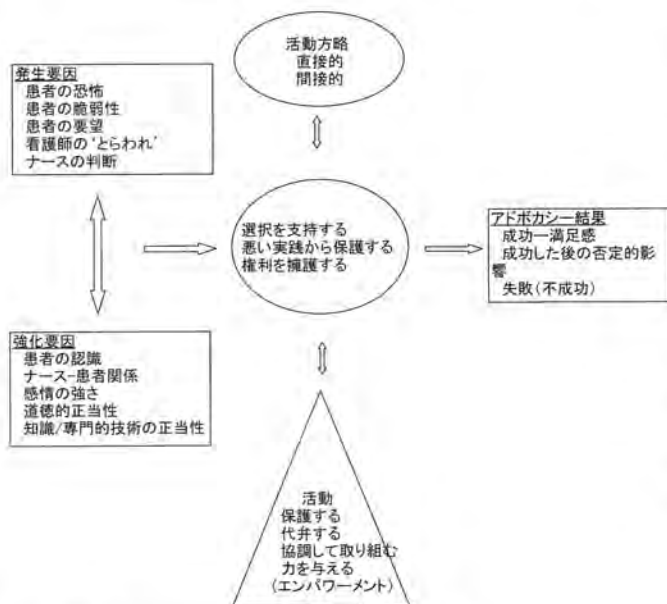 活動方略
直接的
間接的
発生要因
患者の恐怖
患者の脆弱性
患者の要望
看護師の‘とらわれ’
ナースの判断
選択を支持する
悪い実践から保護する
権利を擁護する
アドボカシー結果
成功―満足感
成功した後の否定的影
響
失敗(不成功)
強化要因
患者の認識
ナース-患者関係
感情の強さ
道徳的正当性
知識/専門的技術の正当性
活動
保護する
代弁する
協調して取り組む
力を与える
(エンパワーメント)